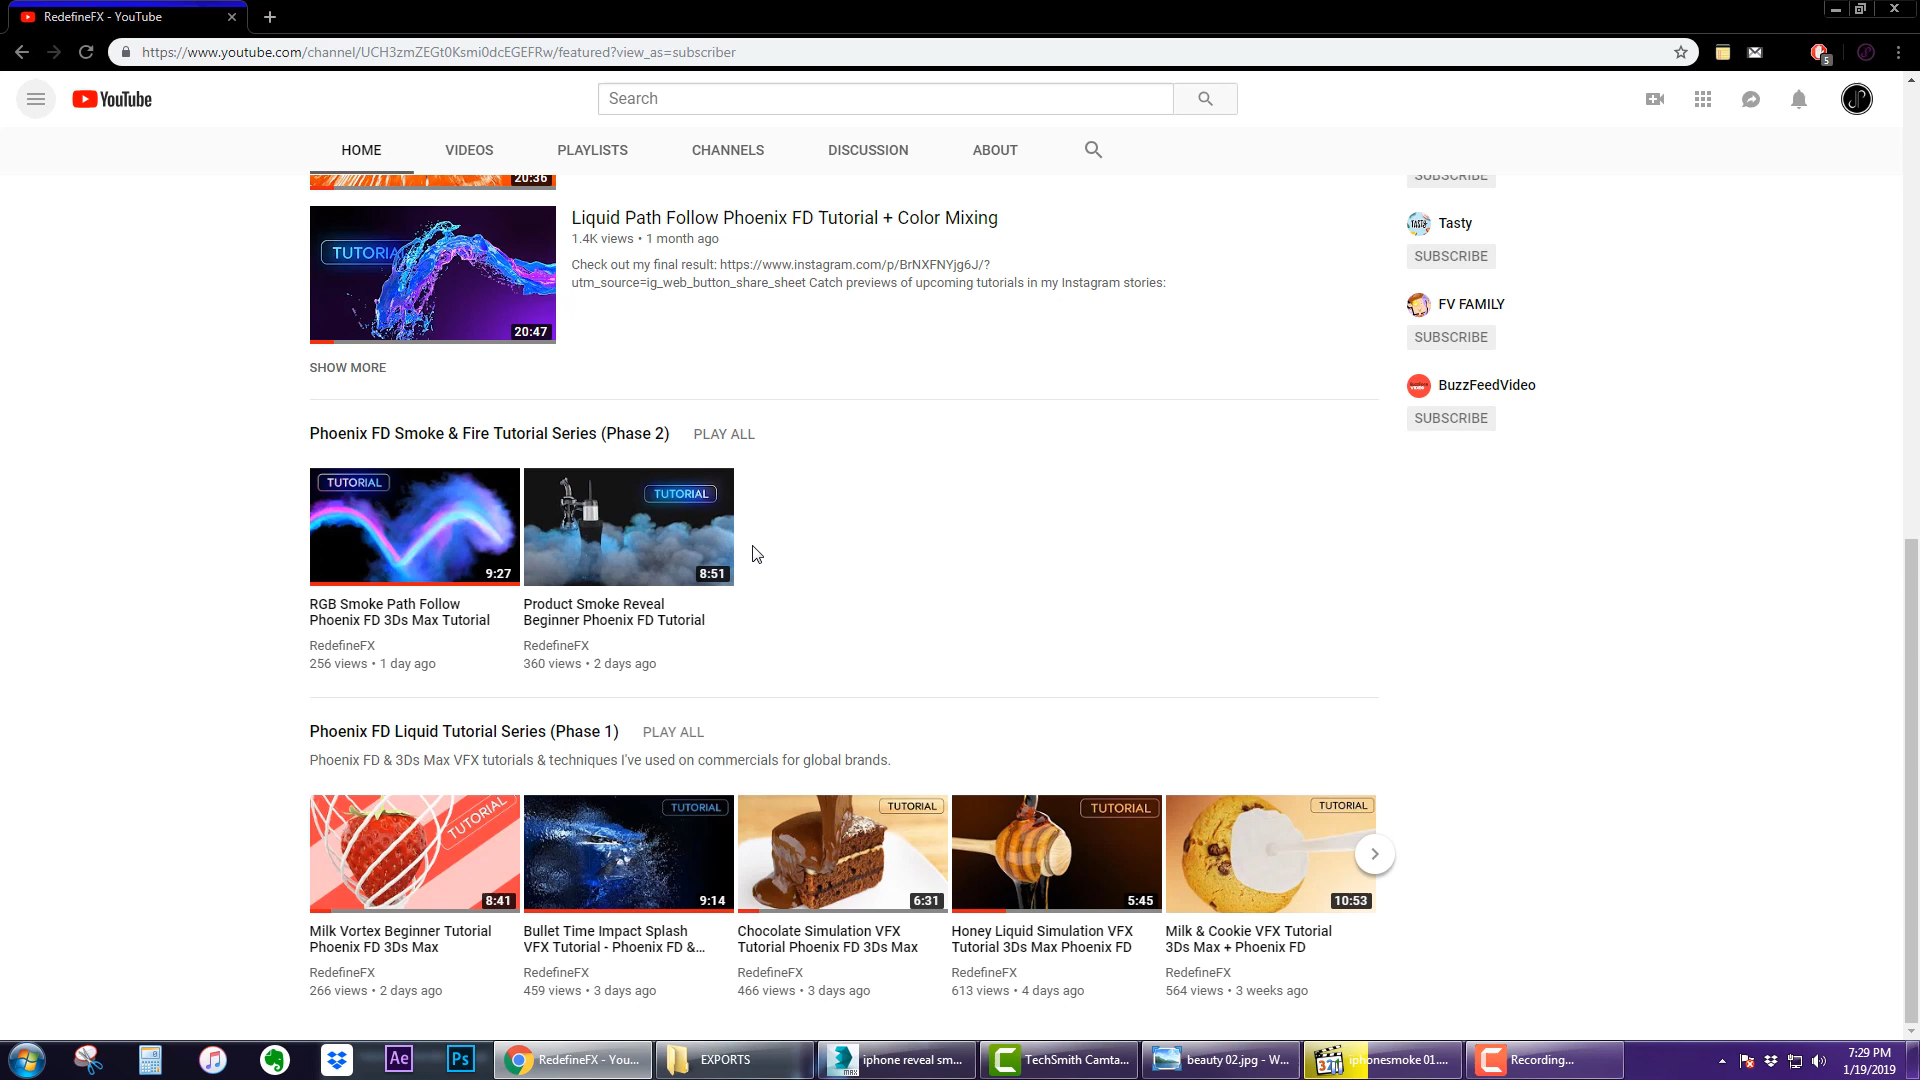 RedefineFX - YouTube
https://www.youtube.com/channel/UCH3zmZEGt0Ksmi0dcEGEFRw/featured?view_as=subscriber
5
YouTube
Search
HOME
VIDEOS
PLAYLISTS
CHANNELS
DISCUSSION
ABOUT
20:36
SUBSCRIBE
TUTORIA
20:47
Liquid Path Follow Phoenix FD Tutorial + Color Mixing
1.4K views • 1 month ago
Check out my final result: https://www.instagram.com/p/BrNXFNYjg6J/?
utm_source=ig_web_button_share_sheet Catch previews of upcoming tutorials in my Instagram stories:
Tasty
SUBSCRIBE
FV FAMILY
SUBSCRIBE
BuzzFeedVideo
SUBSCRIBE
SHOW MORE
Phoenix FD Smoke & Fire Tutorial Series (Phase 2)
PLAY ALL
TUTORIAL
9:27
TUTORIAL
8:51
RGB Smoke Path Follow
Phoenix FD 3Ds Max Tutorial
RedefineFX
256 views • 1 day ago
Product Smoke Reveal
Beginner Phoenix FD Tutorial
RedefineFX
360 views • 2 days ago
Phoenix FD Liquid Tutorial Series (Phase 1)
PLAY ALL
Phoenix FD & 3Ds Max VFX tutorials & techniques I've used on commercials for global brands.
TUTORIAL
8:41
TUTORIAL
9:14
TUTORIAL
6:31
TUTORIAL
5:45
TUTORIAL
10:53
Milk Vortex Beginner Tutorial
Phoenix FD 3Ds Max
RedefineFX
266 views • 2 days ago
Bullet Time Impact Splash
VFX Tutorial - Phoenix FD &...
RedefineFX
459 views • 3 days ago
Chocolate Simulation VFX
Tutorial Phoenix FD 3Ds Max
RedefineFX
466 views • 3 days ago
Honey Liquid Simulation VFX
Tutorial 3Ds Max Phoenix FD
RedefineFX
613 views • 4 days ago
Milk & Cookie VFX Tutorial
3Ds Max + Phoenix FD
RedefineFX
564 views • 3 weeks ago
Ae
Ps
RedefineFX - You...
EXPORTS
MAX
iphone reveal sm...
TechSmith Camta...
beauty 02.jpg - W...
321
iphonesmoke 01....
Recording...
7:29 PM
1/19/2019